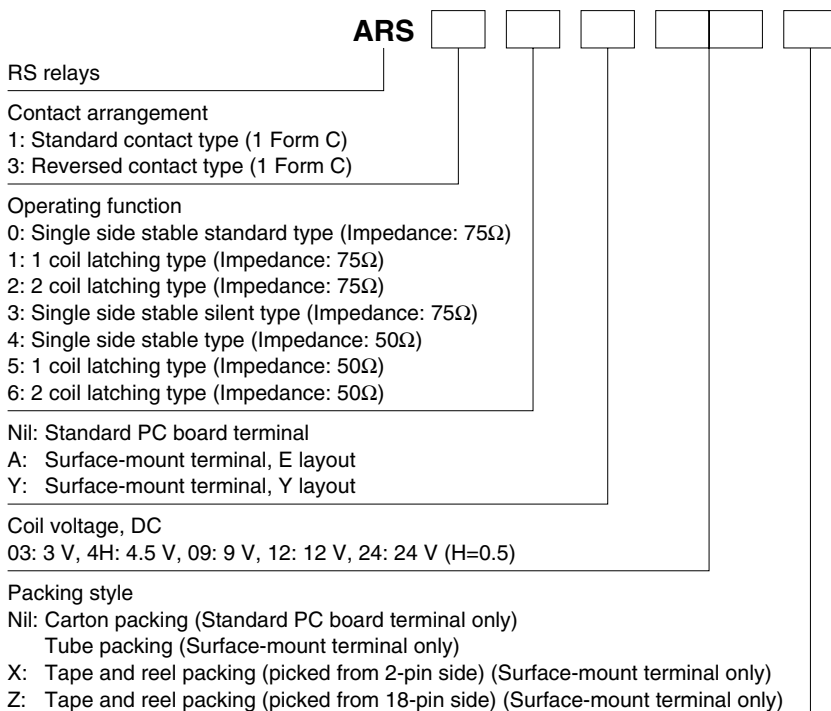 ARS
RS relays
Contact arrangement
1: Standard contact type (1 Form C)
3: Reversed contact type (1 Form C)
Operating function
0: Single side stable standard type (Impedance: 75Ω)
1: 1 coil latching type (Impedance: 75Ω)
2: 2 coil latching type (Impedance: 75Ω)
3: Single side stable silent type (Impedance: 75Ω)
4: Single side stable type (Impedance: 50Ω)
5: 1 coil latching type (Impedance: 50Ω)
6: 2 coil latching type (Impedance: 50Ω)
Nil: Standard PC board terminal
A: Surface-mount terminal, E layout
Y: Surface-mount terminal, Y layout
Coil voltage, DC
03: 3 V, 4H: 4.5 V, 09: 9 V, 12: 12 V, 24: 24 V (H=0.5)
Packing style
Nil: Carton packing (Standard PC board terminal only)
Tube packing (Surface-mount terminal only)
X: Tape and reel packing (picked from 2-pin side) (Surface-mount terminal only)
Z: Tape and reel packing (picked from 18-pin side) (Surface-mount terminal only)